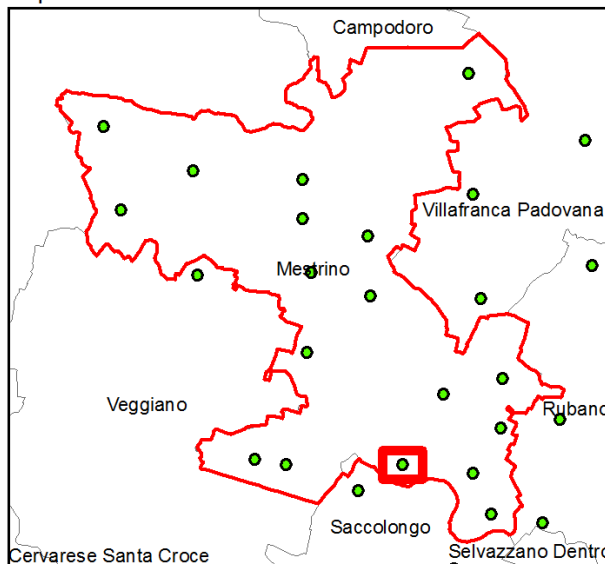 Campodoro
Villafranca Padovana
Mestrino
Veggiano
Rubano
Saccolongo
Cervarese Santa Croce
Selvazzano Dentro